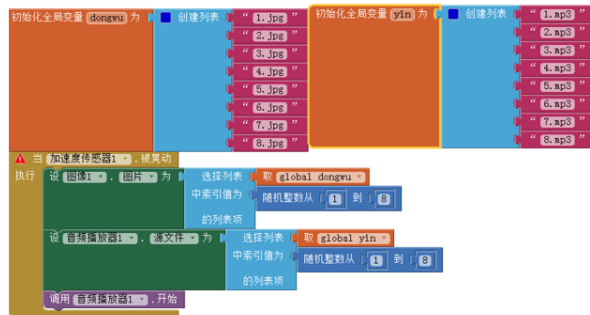 初始化全局变量 dongwu 为 创建列表 " 1.jpg "
" 2.jpg "
" 3.jpg "
" 4.jpg "
" 5.jpg "
" 6.jpg "
" 7.jpg "
" 8.jpg "
初始化全局变量 yin 为 创建列表 " 1.mp3 "
" 2.mp3 "
" 3.mp3 "
" 4.mp3 "
" 5.mp3 "
" 6.mp3 "
" 7.mp3 "
" 8.mp3 "
当 加速度传感器1 .被晃动
执行 设 图像1 . 图片 为 选择列表 取 global dongwu
中索引值为 随机整数从 1 到 8
的列表项
设 音频播放器1 . 源文件 为 选择列表 取 global yin
中索引值为 随机整数从 1 到 8
的列表项
调用 音频播放器1 .开始